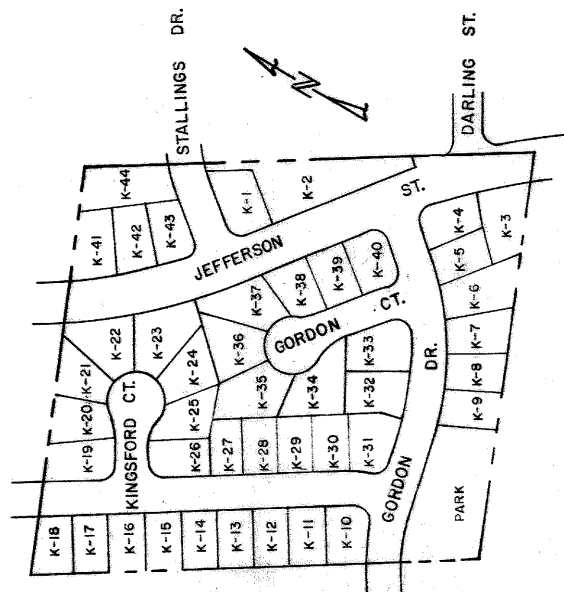 STALLINGS DR.
DARLING ST.
N
K-44
K-41
K-42
K-43
K-1
K-2
JEFFERSON ST.
K-4
K-3
K-5
K-6
K-7
K-8
K-9
K-37
K-38
K-39
K-40
GORDON CT.
K-36
K-35
K-34
K-33
K-32
K-22
K-23
K-21
K-24
K-20
K-25
K-19
KINGSFORD CT.
K-26
K-27
K-28
K-29
K-30
K-31
GORDON DR.
PARK
K-18
K-17
K-16
K-15
K-14
K-13
K-12
K-11
K-10